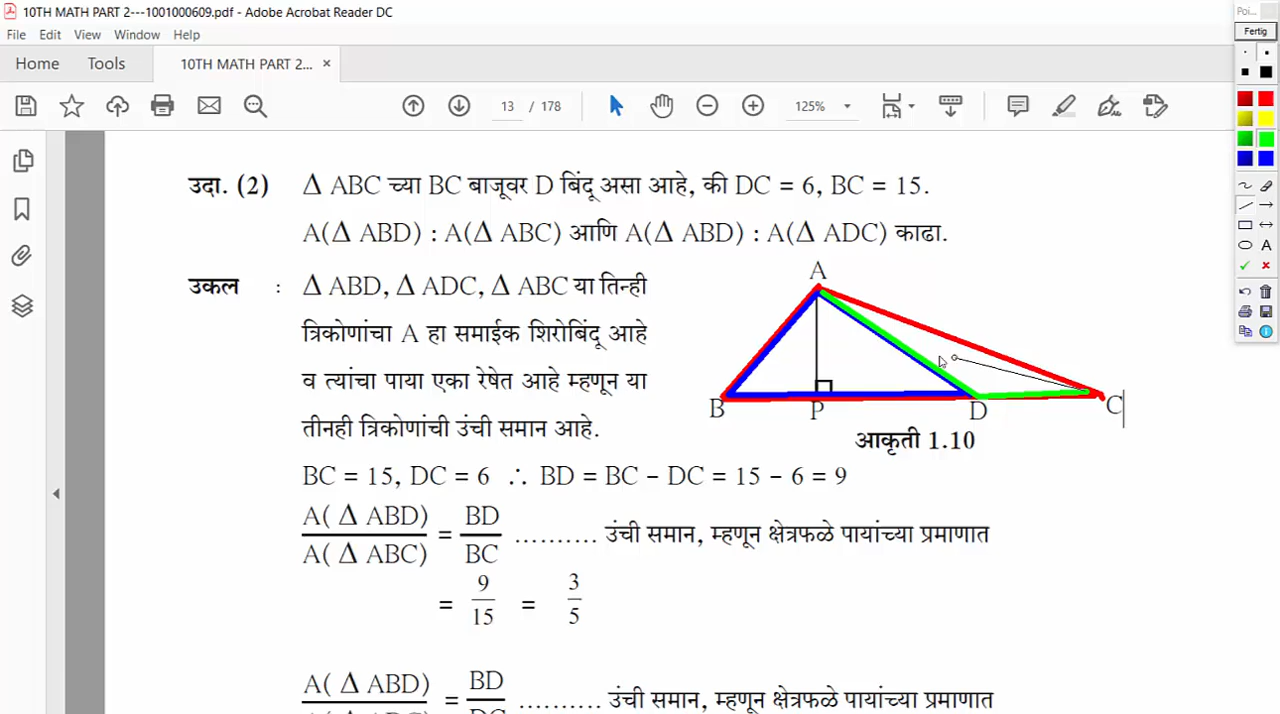 10TH MATH PART 2---1001000609.pdf - Adobe Acrobat Reader DC
File Edit View Window Help
Home Tools 10TH MATH PART 2... ×
13 / 178 125%
Poi...
Fertig
A
उदा. (2) Δ ABC च्या BC बाजूवर D बिंदू असा आहे, की DC = 6, BC = 15.
A(Δ ABD) : A(Δ ABC) आणि A(Δ ABD) : A(Δ ADC) काढा.
उकल : Δ ABD, Δ ADC, Δ ABC या तिन्ही
त्रिकोणांचा A हा समाईक शिरोबिंदू आहे
व त्यांचा पाया एका रेषेत आहे म्हणून या
तीनही त्रिकोणांची उंची समान आहे.
A
B P D C
आकृती 1.10
BC = 15, DC = 6 ∴ BD = BC − DC = 15 − 6 = 9
A( Δ ABD) / A( Δ ABC) = BD / BC .......... उंची समान, म्हणून क्षेत्रफळे पायांच्या प्रमाणात
= 9 / 15 = 3 / 5
A( Δ ABD) / = BD / .......... उंची समान, म्हणून क्षेत्रफळे पायांच्या प्रमाणात